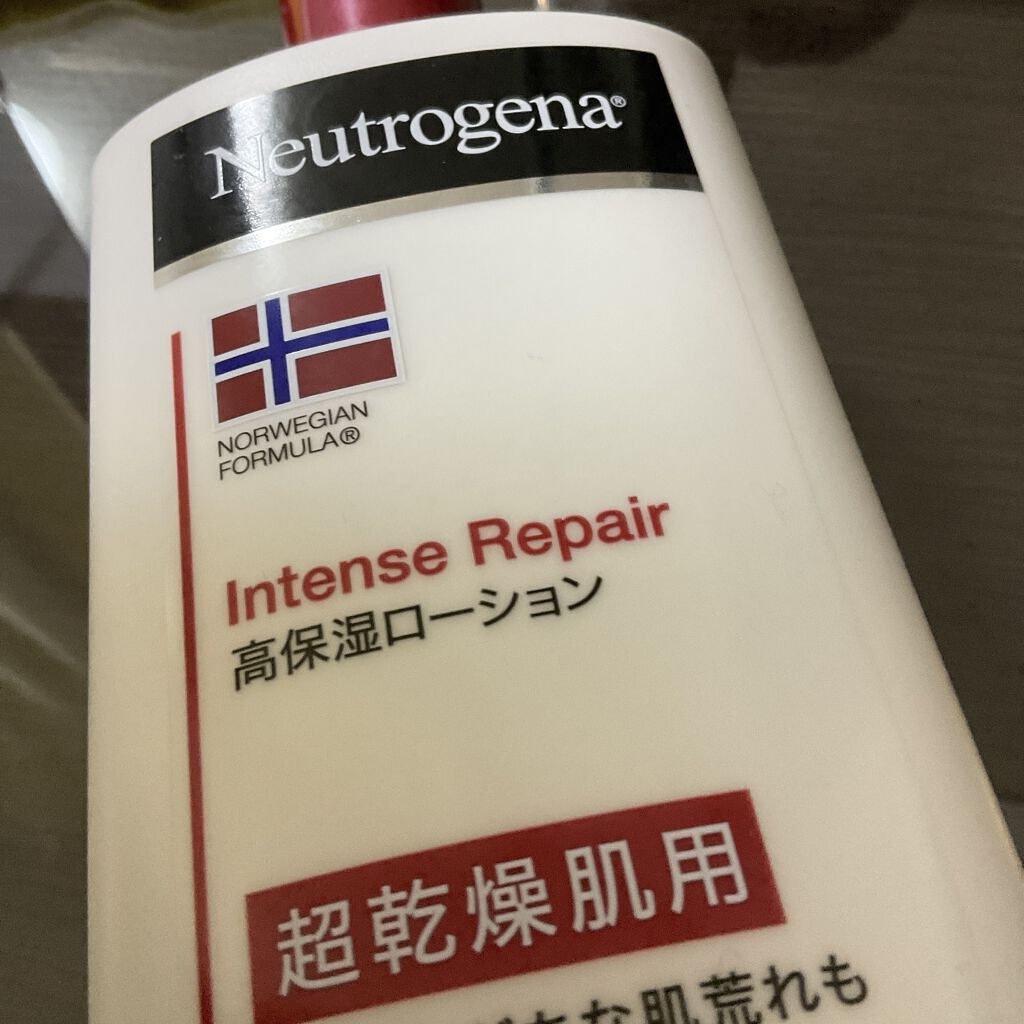 Neutrogena®
NORWEGIAN
FORMULA®
Intense Repair
高保湿ローション
超乾燥肌用
な肌荒れも